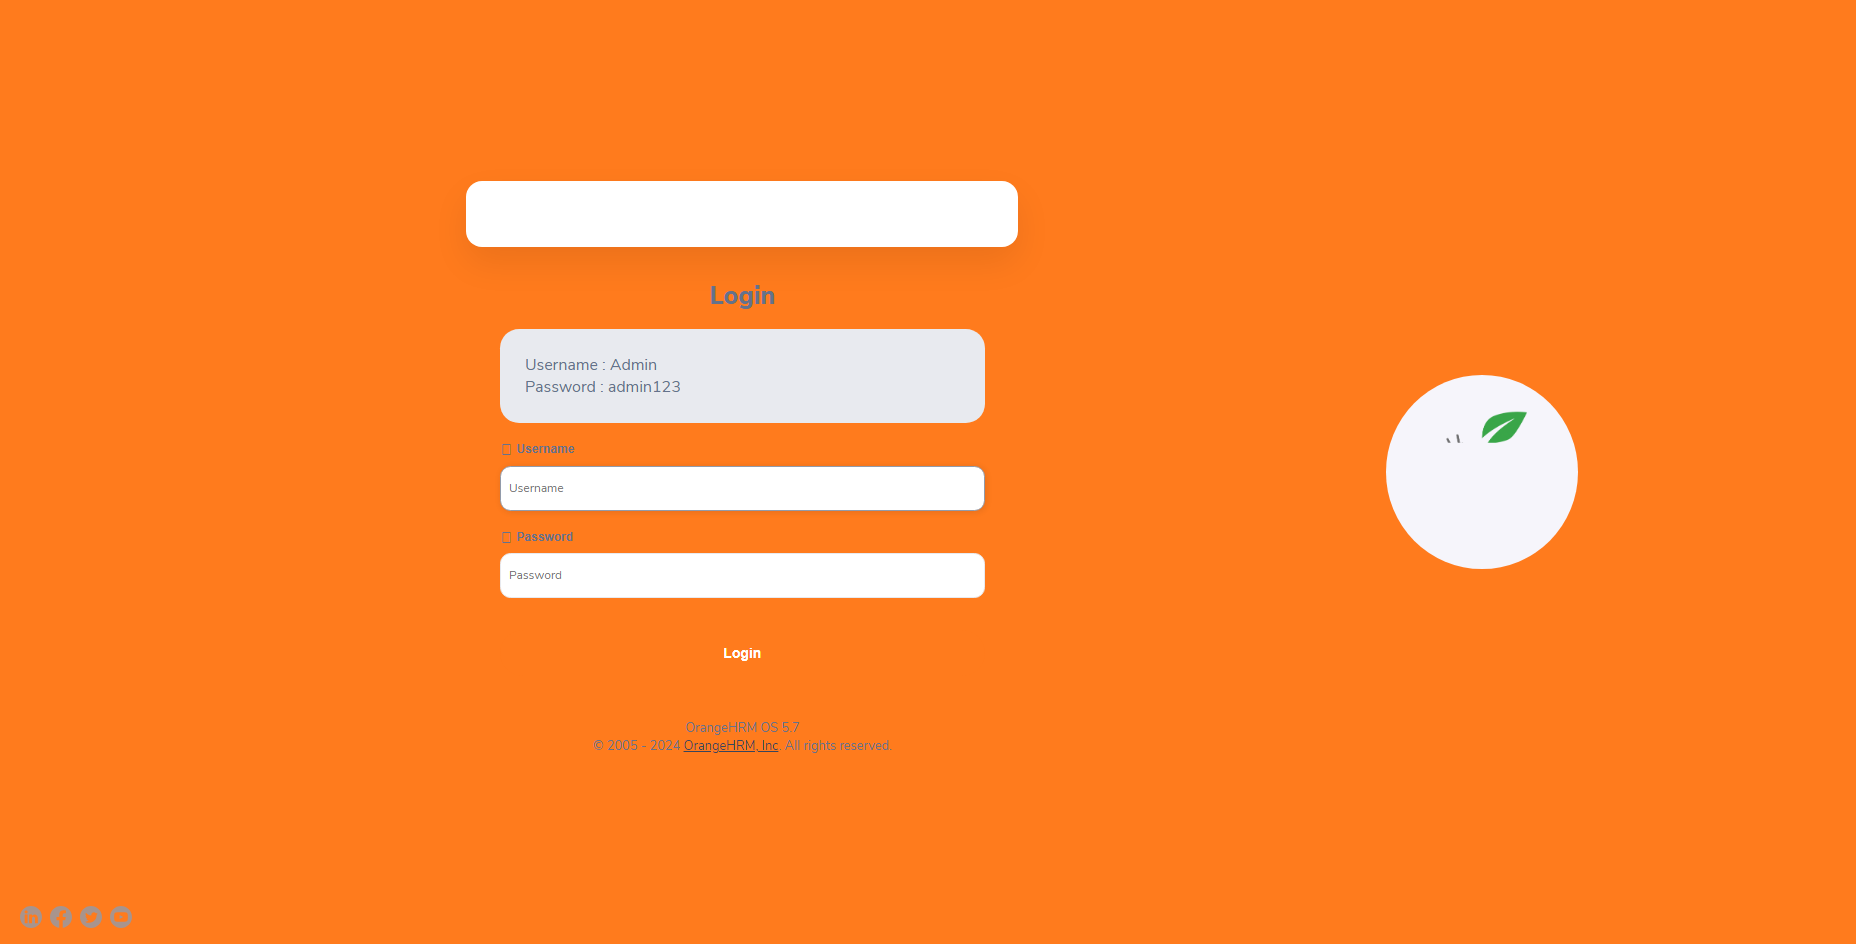 Login
Username : Admin
Password : admin123
Username
Username
Password
Password
Login
OrangeHRM OS 5.7
© 2005 - 2024 OrangeHRM, Inc. All rights reserved.